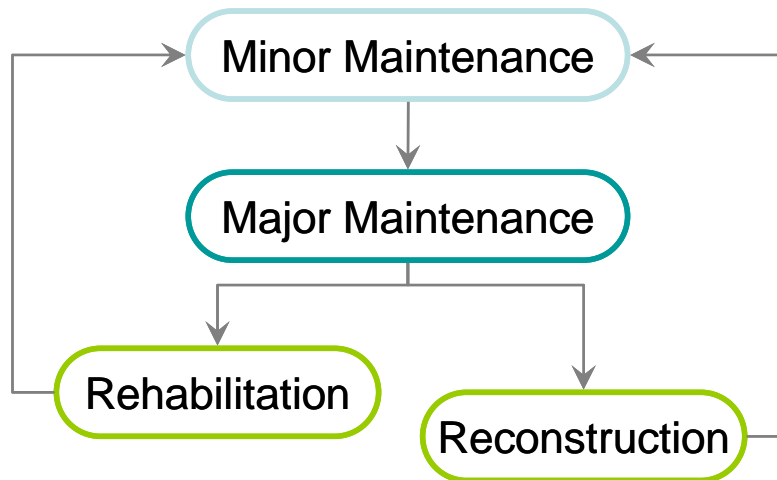 Minor Maintenance
Major Maintenance
Rehabilitation
Reconstruction